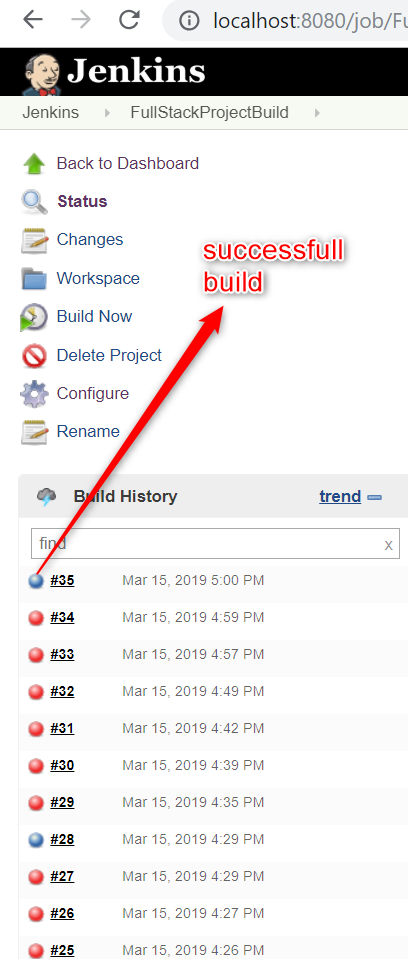 localhost:8080/job/Fu
Jenkins
Jenkins
FullStackProjectBuild
Back to Dashboard
Status
Changes
Workspace
Build Now
Delete Project
Configure
Rename
successfull
build
Build History
trend
find
x
#35 Mar 15, 2019 5:00 PM
#34 Mar 15, 2019 4:59 PM
#33 Mar 15, 2019 4:57 PM
#32 Mar 15, 2019 4:49 PM
#31 Mar 15, 2019 4:42 PM
#30 Mar 15, 2019 4:39 PM
#29 Mar 15, 2019 4:35 PM
#28 Mar 15, 2019 4:29 PM
#27 Mar 15, 2019 4:29 PM
#26 Mar 15, 2019 4:27 PM
#25 Mar 15, 2019 4:26 PM